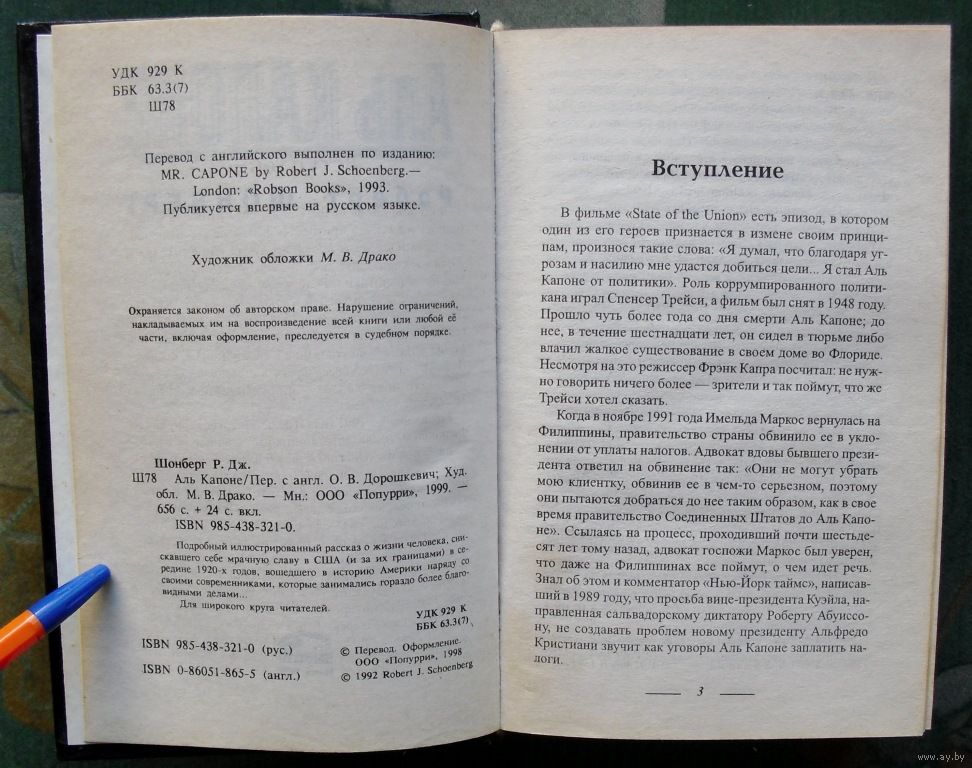 УДК 929 К
ББК 63.3(7)
Ш78
Перевод с английского выполнен по изданию:
MR. CAPONE by Robert J. Schoenberg.—
London: «Robson Books», 1993.
Публикуется впервые на русском языке.
Художник обложки М. В. Драко
Охраняется законом об авторском праве. Нарушение ограничений,
накладываемых им на воспроизведение всей книги или любой её
части, включая оформление, преследуется в судебном порядке.
Шонберг Р. Дж.
Ш78 Аль Капоне/Пер. с англ. О. В. Дорошкевич; Худ.
обл. М. В. Драко. — Мн.: ООО «Попурри», 1999. —
656 с. + 24 с. вкл.
ISBN 985-438-321-0.
Подробный иллюстрированный рассказ о жизни человека, сни-
скавшего себе мрачную славу в США (и за их границами) в се-
редине 1920-х годов, вошедшего в историю Америки наряду со
своими современниками, которые занимались гораздо более благо-
видными делами...
Для широкого круга читателей.
УДК 929 К
ББК 63.3(7)
ISBN 985-438-321-0 (рус.)
ISBN 0-86051-865-5 (англ.)
© Перевод. Оформление.
ООО «Попурри», 1998
© 1992 Robert J. Schoenberg
Вступление
В фильме «State of the Union» есть эпизод, в котором
один из его героев признается в измене своим принци-
пам, произнося такие слова: «Я думал, что благодаря уг-
розам и насилию мне удастся добиться цели... Я стал Аль
Капоне от политики». Роль коррумпированного полити-
кана играл Спенсер Трейси, а фильм был снят в 1948 году.
Прошло чуть более года со дня смерти Аль Капоне; до
нее, в течение шестнадцати лет, он сидел в тюрьме либо
влачил жалкое существование в своем доме во Флориде.
Несмотря на это режиссер Фрэнк Капра посчитал: не нуж-
но говорить ничего более — зрители и так поймут, что же
Трейси хотел сказать.
Когда в ноябре 1991 года Имельда Маркос вернулась на
Филиппины, правительство страны обвинило ее в укло-
нении от уплаты налогов. Адвокат вдовы бывшего прези-
дента ответил на обвинение так: «Они не могут убрать
мою клиентку, обвинив ее в чем-то серьезном, поэтому
они пытаются добраться до нее таким образом, как в свое
время правительство Соединенных Штатов до Аль Капо-
не». Ссылаясь на процесс, проходивший почти шестьде-
сят лет тому назад, адвокат госпожи Маркос был уверен,
что даже на Филиппинах все поймут, о чем идет речь.
Знал об этом и комментатор «Нью-Йорк таймс», написав-
ший в 1989 году, что просьба вице-президента Куэйла, на-
правленная сальвадорскому диктатору Роберту Абуиссо-
ну, не создавать проблем новому президенту Альфредо
Кристиани звучит как уговоры Аль Капоне заплатить на-
логи.
3
www.ay.by